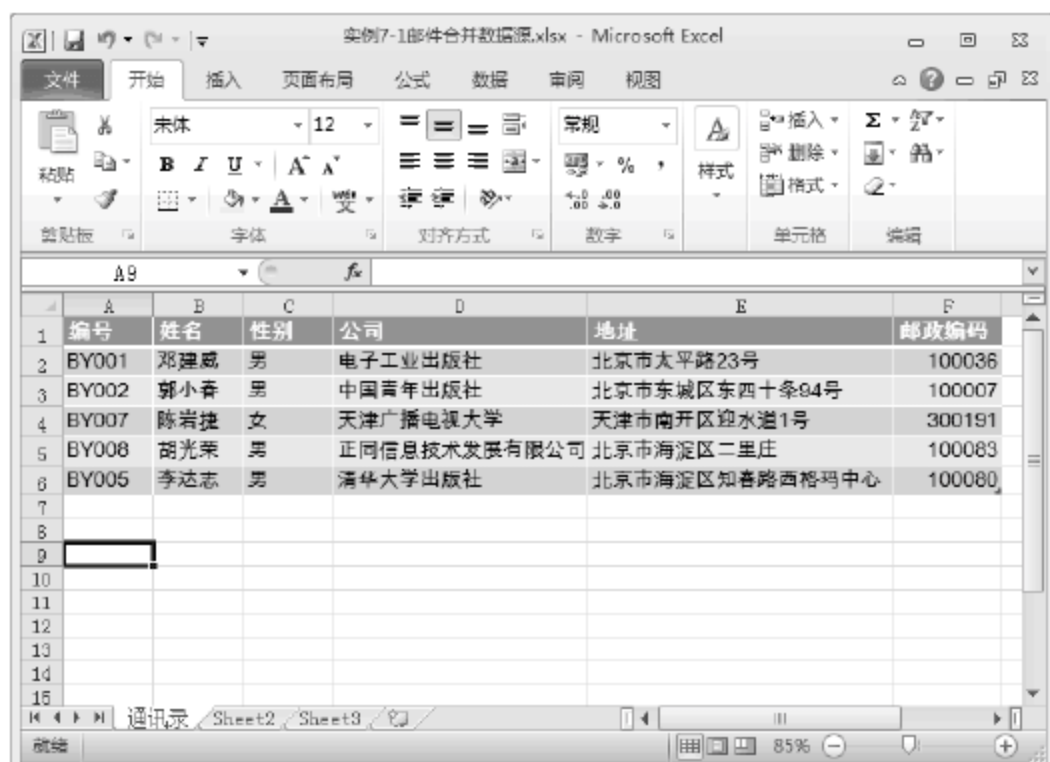 实例7-1邮件合并数据源.xlsx - Microsoft Excel
文件 开始 插入 页面布局 公式 数据 审阅 视图
宋体 12 常规 插入
粘贴 B I U A A % , 样式 删除
A 变 .00 .00 格式
剪贴板 字体 对齐方式 数字 单元格 编辑
A9 fx
A B C D E F
1 编号 姓名 性别 公司 地址 邮政编码
2 BY001 邓建威 男 电子工业出版社 北京市太平路23号 100036
3 BY002 郭小春 男 中国青年出版社 北京市东城区东四十条94号 100007
4 BY007 陈岩捷 女 天津广播电视大学 天津市南开区迎水道1号 300191
5 BY008 胡光荣 男 正同信息技术发展有限公司 北京市海淀区二里庄 100083
6 BY005 李达志 男 清华大学出版社 北京市海淀区知春路西格玛中心 100080
7
8
9
10
11
12
13
14
15
通讯录 Sheet2 Sheet3
就绪 85%